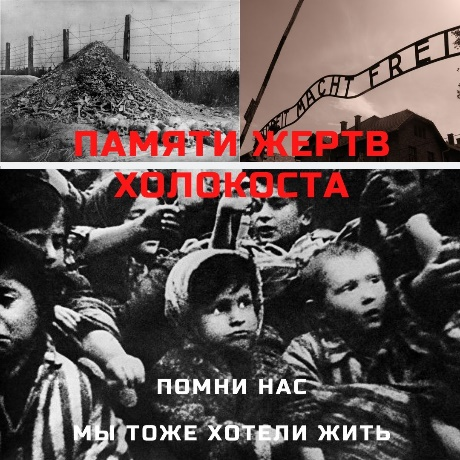 MACHT FREI
ПАМЯТИ ЖЕРТВ
ХОЛОКОСТА
ПОМНИ НАС
МЫ ТОЖЕ ХОТЕЛИ ЖИТЬ